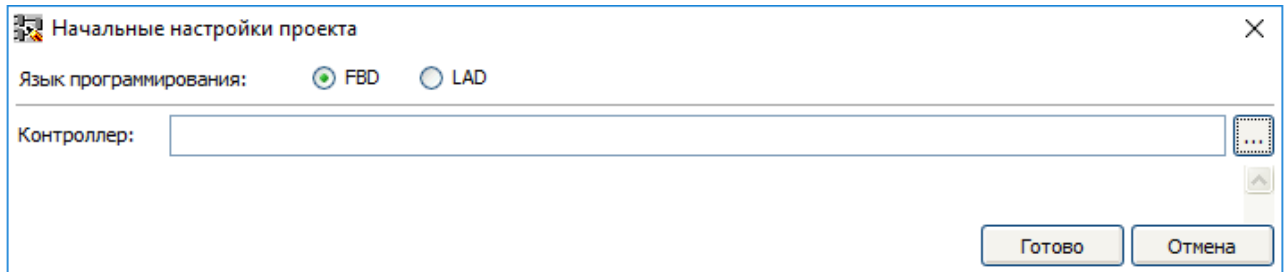 Начальные настройки проекта
Язык программирования: FBD LAD
Контроллер: ...
Готово Отмена